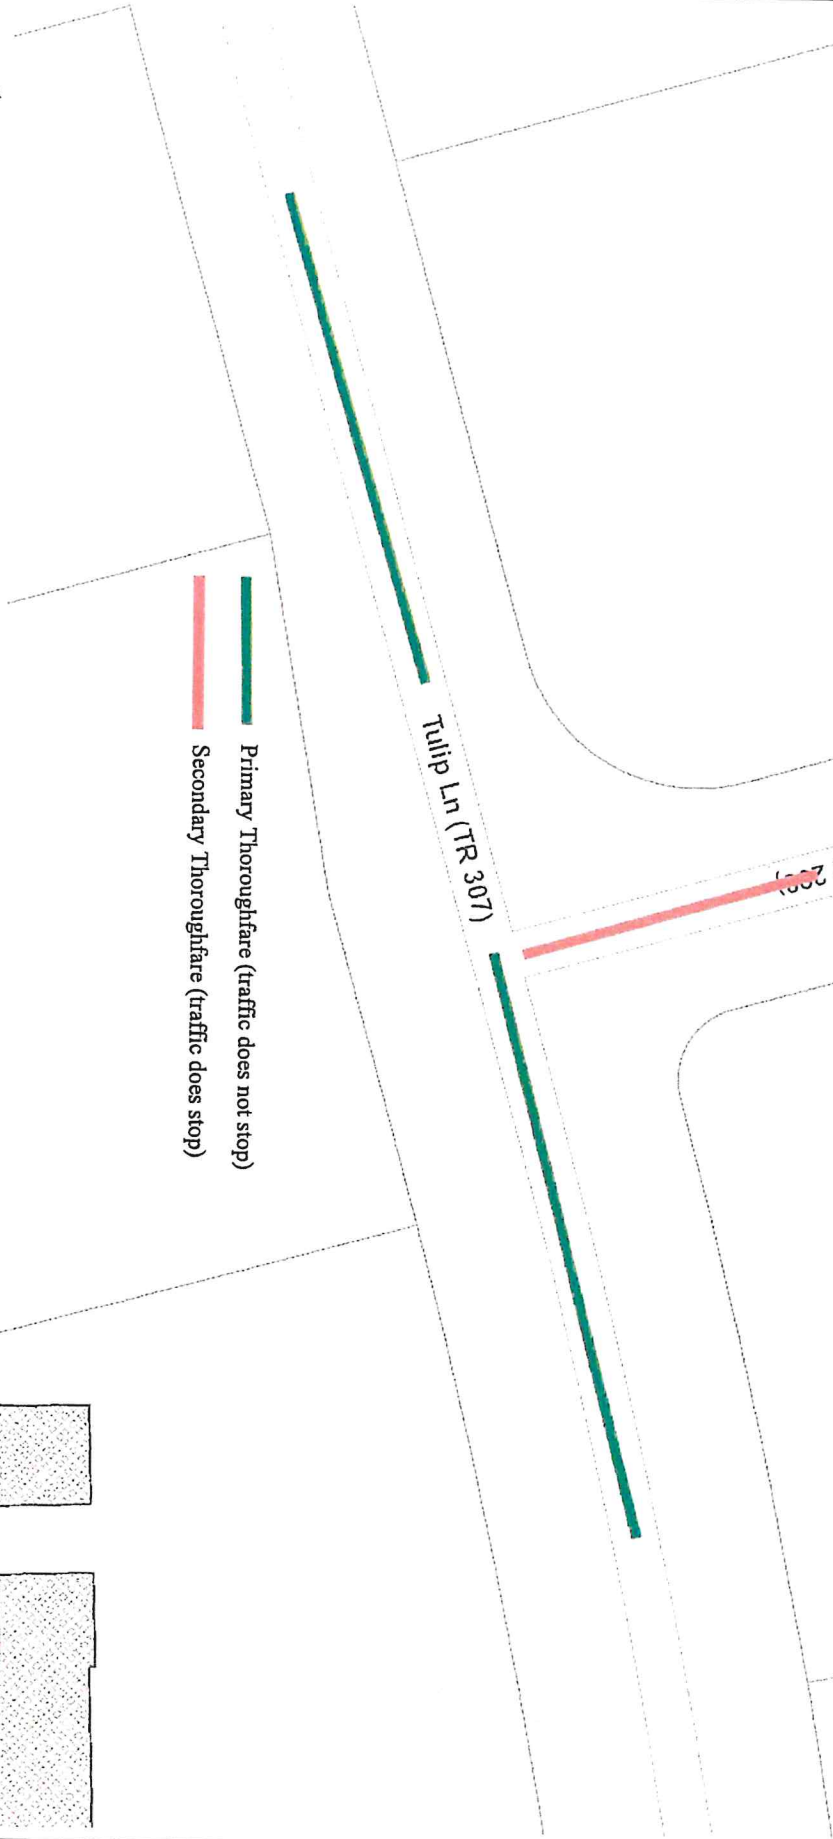 Tulip Ln (TR 307)
Primary Thoroughfare (traffic does not stop)
Secondary Thoroughfare (traffic does stop)